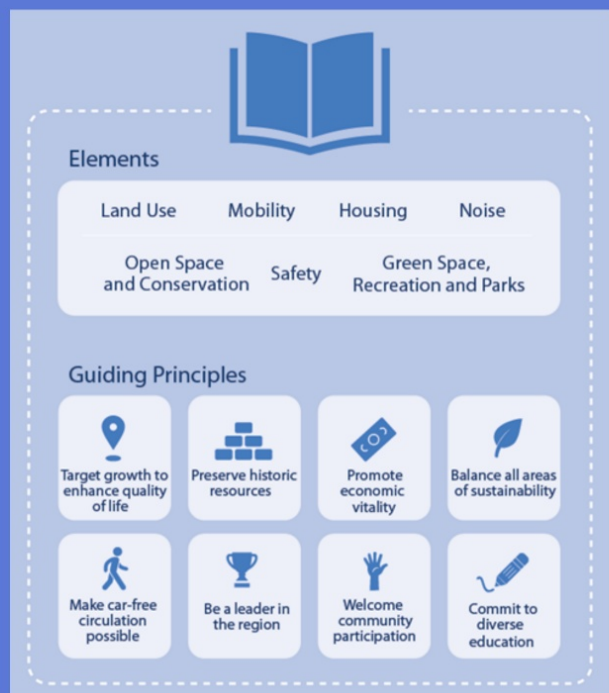 Elements
Land Use Mobility Housing Noise
Open Space
and Conservation
Safety
Green Space,
Recreation and Parks
Guiding Principles
Target growth to
enhance quality
of life
Preserve historic
resources
Promote
economic
vitality
Balance all areas
of sustainability
Make car-free
circulation
possible
Be a leader in
the region
Welcome
community
participation
Commit to
diverse
education